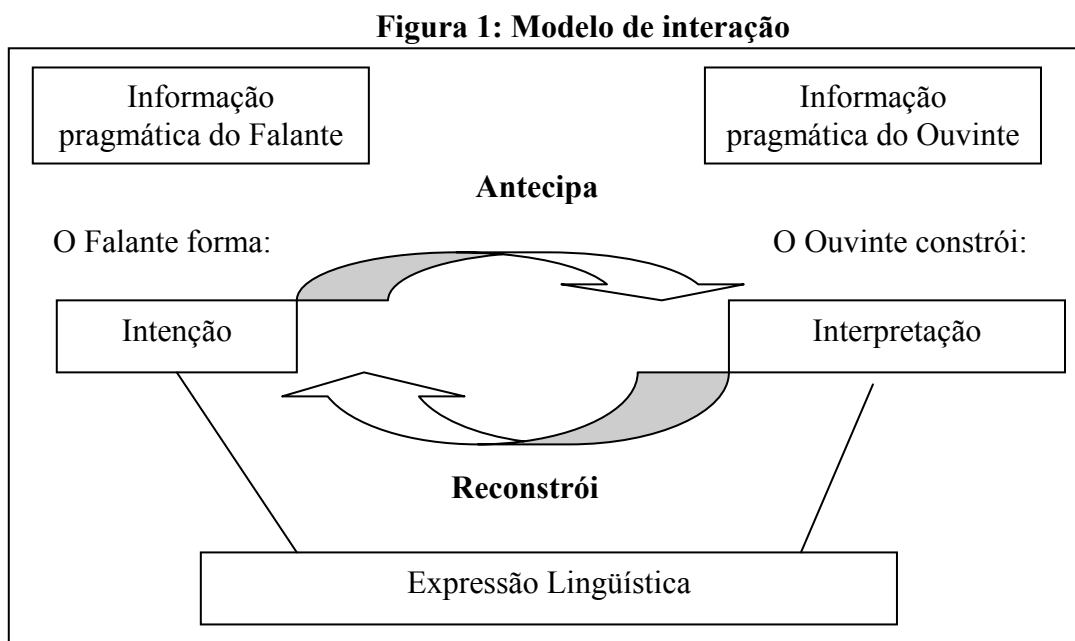 Figura 1: Modelo de interação
Informação
pragmática do Falante
Informação
pragmática do Ouvinte
Antecipa
O Falante forma:
O Ouvinte constrói:
Intenção
Interpretação
Reconstrói
Expressão Lingüística